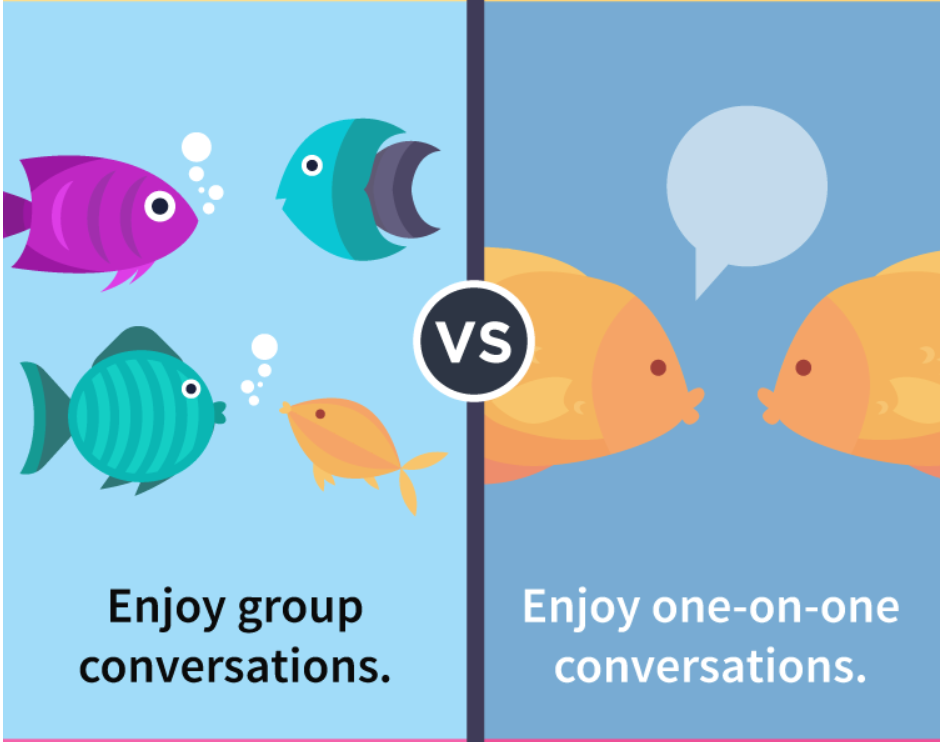 Enjoy group
conversations.
VS
Enjoy one-on-one
conversations.